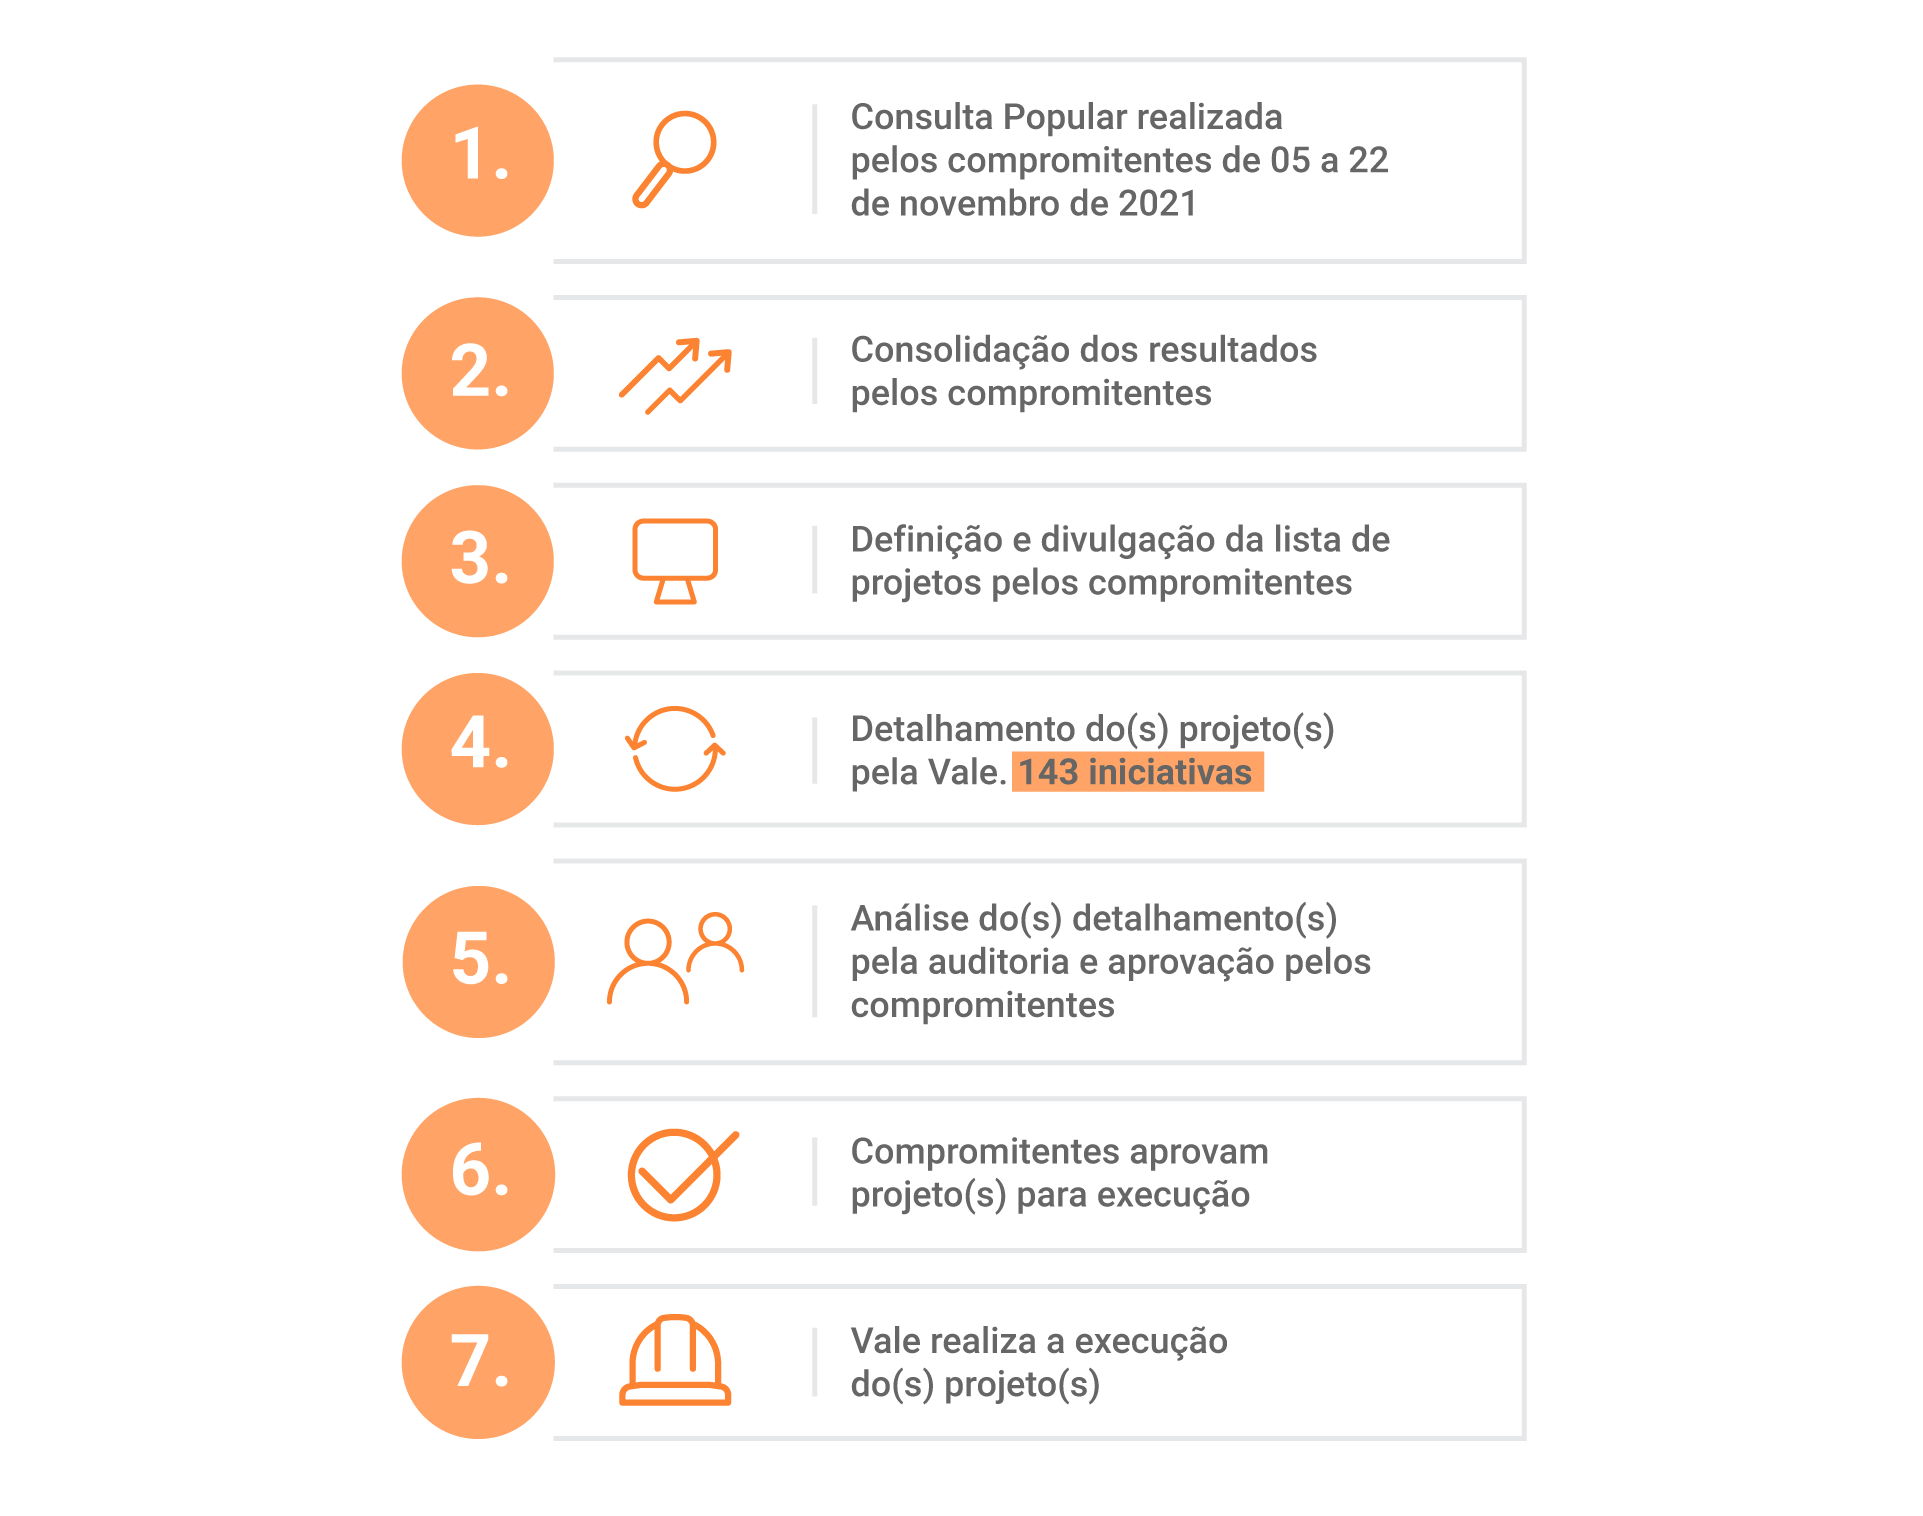 1.
Consulta Popular realizada
pelos compromitentes de 05 a 22
de novembro de 2021
2.
Consolidação dos resultados
pelos compromitentes
3.
Definição e divulgação da lista de
projetos pelos compromitentes
4.
Detalhamento do(s) projeto(s)
pela Vale. 143 iniciativas
5.
Análise do(s) detalhamento(s)
pela auditoria e aprovação pelos
compromitentes
6.
Compromitentes aprovam
projeto(s) para execução
7.
Vale realiza a execução
do(s) projeto(s)